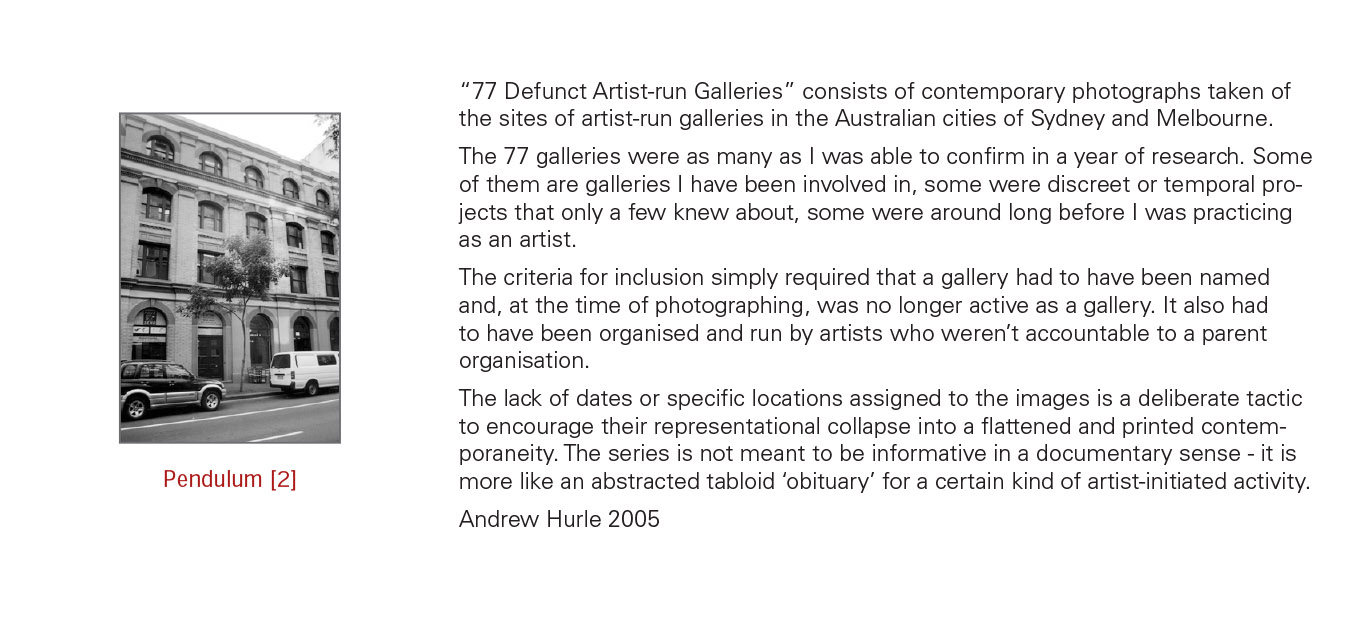 “77 Defunct Artist-run Galleries” consists of contemporary photographs taken of
the sites of artist-run galleries in the Australian cities of Sydney and Melbourne.
The 77 galleries were as many as I was able to confirm in a year of research. Some
of them are galleries I have been involved in, some were discreet or temporal pro-
jects that only a few knew about, some were around long before I was practicing
as an artist.
The criteria for inclusion simply required that a gallery had to have been named
and, at the time of photographing, was no longer active as a gallery. It also had
to have been organised and run by artists who weren’t accountable to a parent
organisation.
The lack of dates or specific locations assigned to the images is a deliberate tactic
to encourage their representational collapse into a flattened and printed contem-
poraneity. The series is not meant to be informative in a documentary sense - it is
more like an abstracted tabloid ‘obituary’ for a certain kind of artist-initiated activity.
Andrew Hurle 2005
Pendulum [2]